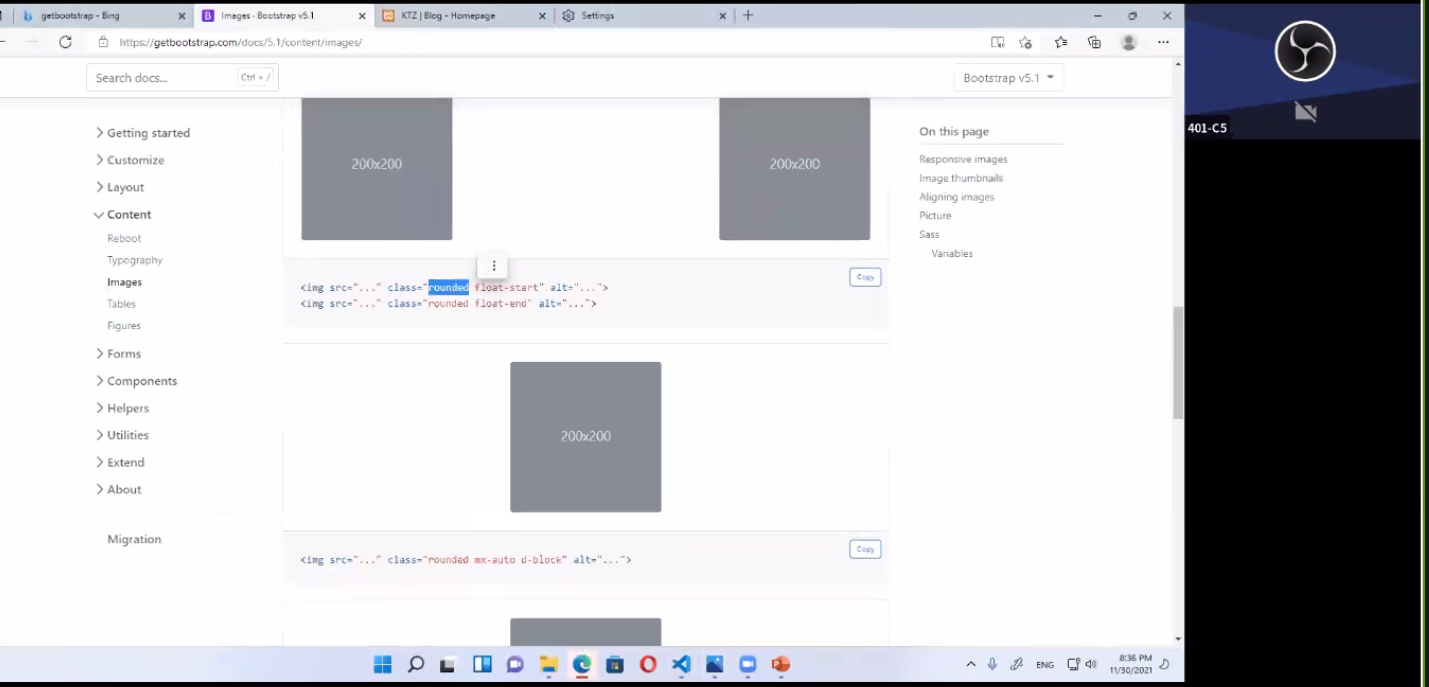 getbootstrap - Bing
Images · Bootstrap v5.1
KTZ | Blog - Homepage
Settings
https://getbootstrap.com/docs/5.1/content/images/
Search docs...
Ctrl + /
Bootstrap v5.1
401-C5
Getting started
Customize
Layout
Content
Reboot
Typography
Images
Tables
Figures
Forms
Components
Helpers
Utilities
Extend
About
Migration
200x200
200x200
<img src="..." class="rounded float-start" alt="...">
<img src="..." class="rounded float-end" alt="...">
Copy
200x200
<img src="..." class="rounded mx-auto d-block" alt="...">
Copy
On this page
Responsive images
Image thumbnails
Aligning images
Picture
Sass
Variables
ENG
8:36 PM
11/30/2021